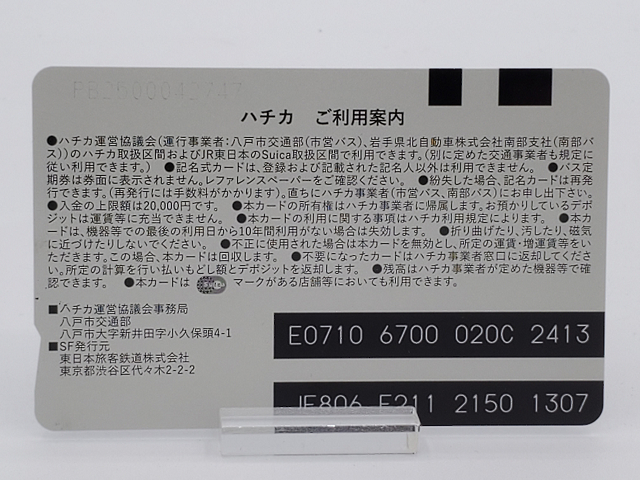 ハチカ ご利用案内
●ハチカ運営協議会(運行事業者:八戸市交通部(市営バス)、岩手県北自動車株式会社南部支社(南部バ
ス))のハチカ取扱区間およびJR東日本のSuica取扱区間で利用できます。(別に定めた交通事業者も規定に
従い利用できます。) ●記名式カードは、登録および記載された記名人以外は利用できません。 ●バス定
期券は券面に表示されません。レファレンスペーパーをご確認ください。 ●紛失した場合、記名カードは再発
行できます。(再発行には手数料がかかります)。直ちにハチカ事業者(市営バス、南部バス)にお申し出下さい。
●入金の上限額は20,000円です。 ●本カードの所有権はハチカ事業者に帰属します。お預かりしているデポ
ジットは運賃等に充当できません。 ●本カードの利用に関する事項はハチカ利用規定によります。 ●本カ
ードは、機器等での最後の利用日から10年間利用がない場合は失効します。 ●折り曲げたり、汚したり、磁気
に近づけたりしないでください。 ●不正に使用された場合は本カードを無効とし、所定の運賃・増運賃等をい
ただきます。この場合、本カードは回収します。 ●不要になったカードはハチカ事業者窓口に返却してくださ
い。所定の計算を行い払いもどし額とデポジットを返却します。 ●残高はハチカ事業者が定めた機器等で確
認できます。 ●本カードは マークがある店舗等においても利用できます。
■ハチカ運営協議会事務局
八戸市交通部
八戸市大字新井田字小久保頭4-1
■SF発行元
東日本旅客鉄道株式会社
東京都渋谷区代々木2-2-2
E0710 6700 020C 2413
JE806 F211 2150 1307